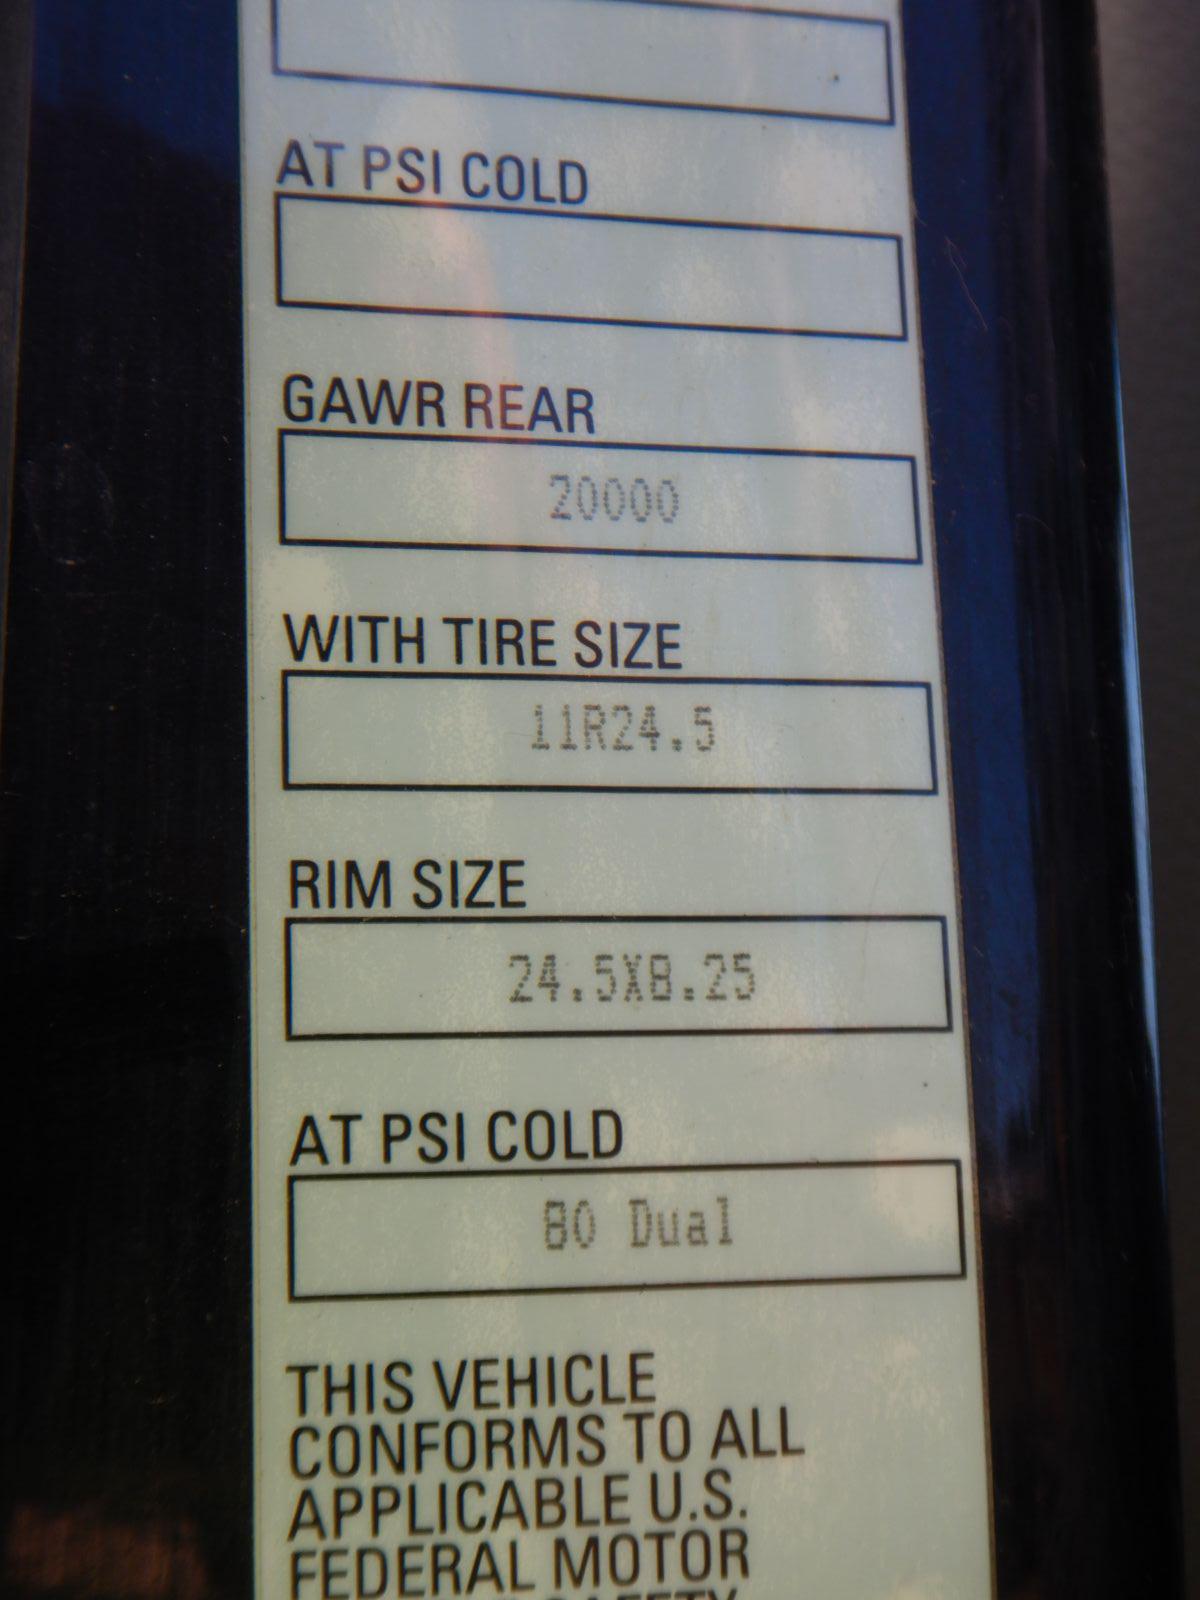 AT PSI COLD
GAWR REAR
20000
WITH TIRE SIZE
11R24.5
RIM SIZE
24.5X8.25
AT PSI COLD
80 Dual
THIS VEHICLE
CONFORMS TO ALL
APPLICABLE U.S.
FEDERAL MOTOR
SAFETY